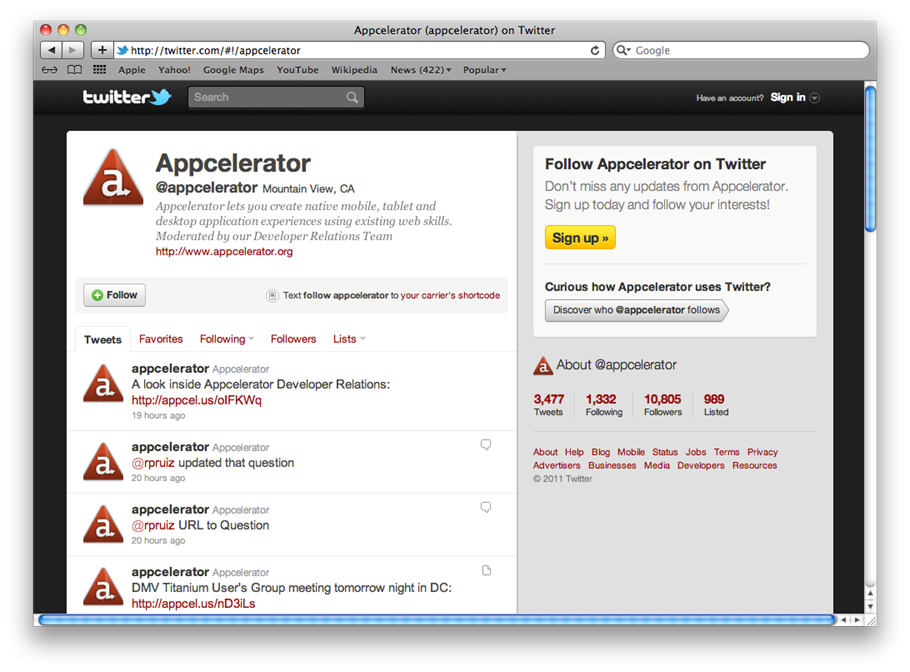 Appcelerator (appcelerator) on Twitter
http://twitter.com/#!/appcelerator
Google
Apple Yahoo! Google Maps YouTube Wikipedia News (422) Popular
twitter
Search
Have an account? Sign in
a
Appcelerator
@appcelerator Mountain View, CA
Appcelerator lets you create native mobile, tablet and
desktop application experiences using existing web skills.
Moderated by our Developer Relations Team
http://www.appcelerator.org
Follow
Text follow appcelerator to your carrier's shortcode
Tweets Favorites Following Followers Lists
a
appcelerator Appcelerator
A look inside Appcelerator Developer Relations:
http://appcel.us/oIFKWq
19 hours ago
a
appcelerator Appcelerator
@rpruiz updated that question
20 hours ago
a
appcelerator Appcelerator
@rpruiz URL to Question
20 hours ago
a
appcelerator Appcelerator
DMV Titanium User's Group meeting tomorrow night in DC:
http://appcel.us/nD3iLs
Follow Appcelerator on Twitter
Don't miss any updates from Appcelerator.
Sign up today and follow your interests!
Sign up »
Curious how Appcelerator uses Twitter?
Discover who @appcelerator follows
a
About @appcelerator
3,477 1,332 10,805 989
Tweets Following Followers Listed
About Help Blog Mobile Status Jobs Terms Privacy
Advertisers Businesses Media Developers Resources
© 2011 Twitter